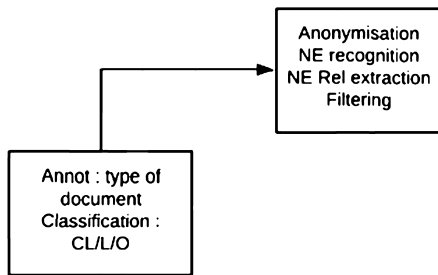 Anonymisation
NE recognition
NE Rel extraction
Filtering
Annot : type of
document
Classification :
CL/L/O